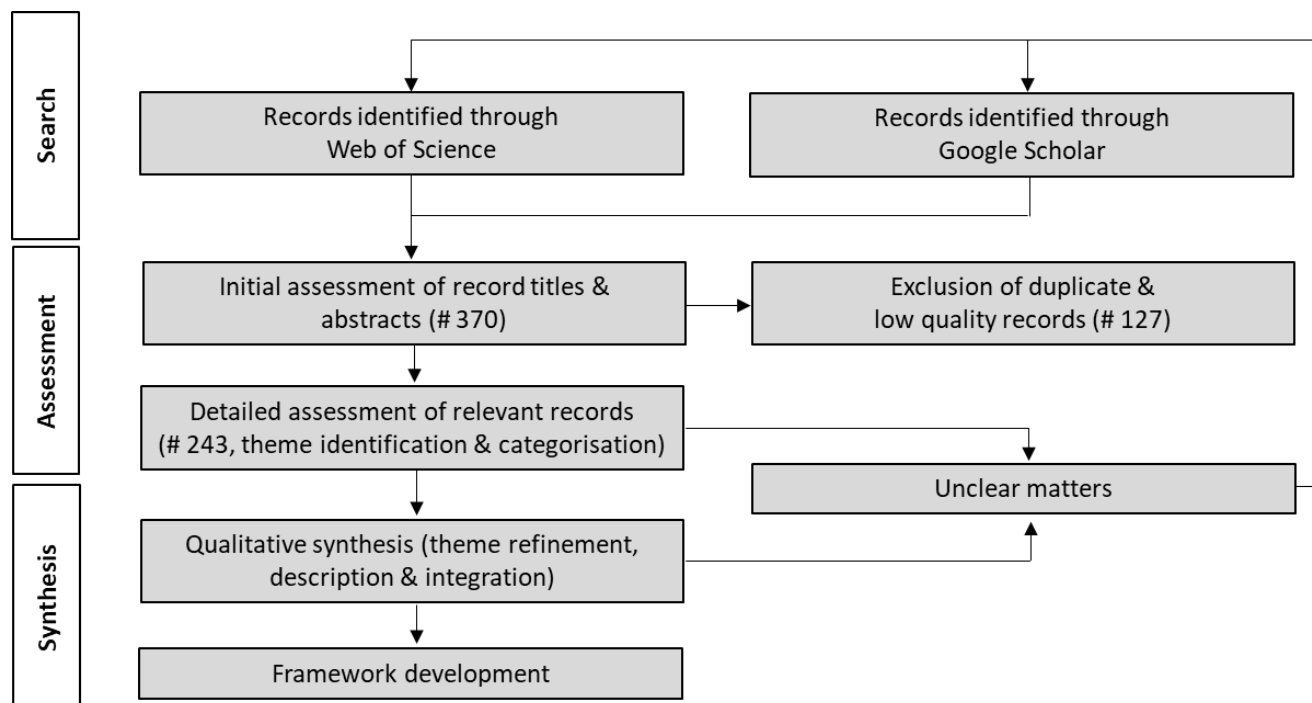 Search
Records identified through
Web of Science
Records identified through
Google Scholar
Assessment
Initial assessment of record titles &
abstracts (# 370)
Exclusion of duplicate &
low quality records (# 127)
Detailed assessment of relevant records
(# 243, theme identification & categorisation)
Unclear matters
Synthesis
Qualitative synthesis (theme refinement,
description & integration)
Framework development